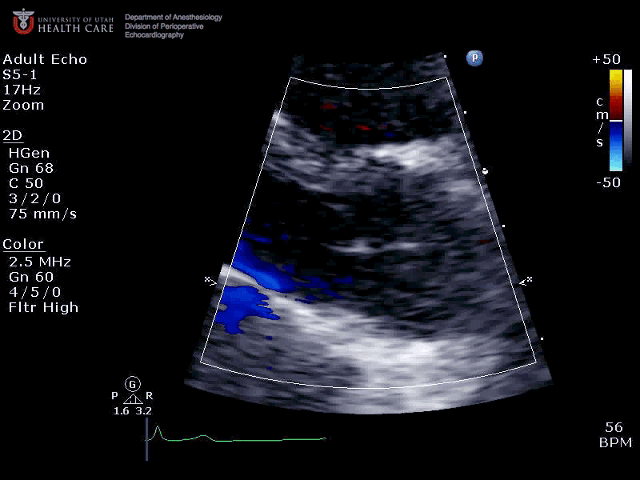 UNIVERSITY OF UTAH
HEALTH CARE
Department of Anesthesiology
Division of Perioperative
Echocardiography
Adult Echo
S5-1
17Hz
Zoom
2D
HGen
Gn 68
C 50
3/2/0
75 mm/s
Color
2.5 MHz
Gn 60
4/5/0
Fltr High
P
+50
cm/s
-50
G
P R
1.6 3.2
56
BPM